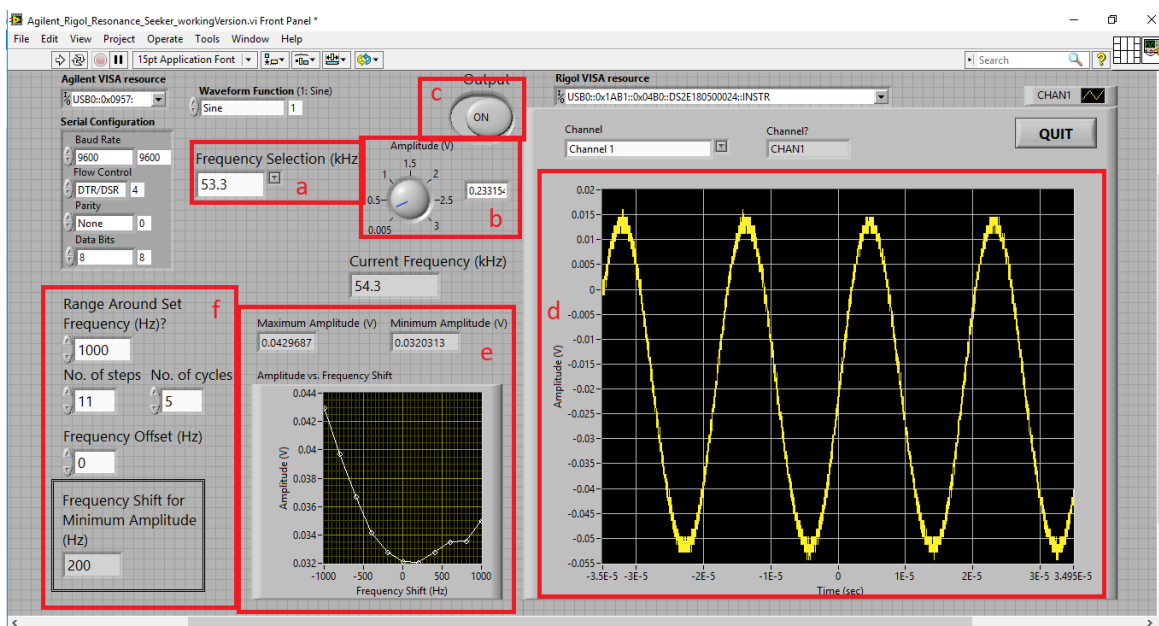 Agilent_Rigol_Resonance_Seeker_workingVersion.vi Front Panel *
File Edit View Project Operate Tools Window Help
15pt Application Font
Search
Agilent VISA resource
USB0::0x0957:
Waveform Function (1: Sine)
Sine 1
Serial Configuration
Baud Rate
9600 9600
Flow Control
DTR/DSR 4
Parity
None 0
Data Bits
8 8
Frequency Selection (kHz
53.3
a
Output
c
ON
Amplitude (V)
0.005
0.5
1
1.5
2
2.5
3
0.233154
b
Current Frequency (kHz)
54.3
Range Around Set
Frequency (Hz)?
f
1000
No. of steps No. of cycles
11 5
Frequency Offset (Hz)
0
Frequency Shift for
Minimum Amplitude
(Hz)
200
Maximum Amplitude (V) Minimum Amplitude (V)
0.0429687 0.0320313
e
Amplitude vs. Frequency Shift
Amplitude (V)
0.044
0.042
0.04
0.038
0.036
0.034
0.032
-1000 -500 0 500 1000
Frequency Shift (Hz)
Rigol VISA resource
USB0::0x1AB1::0x04B0::DS2E180500024::INSTR
CHAN1
Channel
Channel 1
Channel?
CHAN1
QUIT
d
Amplitude (V)
0.02
0.015
0.01
0.005
0
-0.005
-0.01
-0.015
-0.02
-0.025
-0.03
-0.035
-0.04
-0.045
-0.05
-0.055
-3.5E-5 -3E-5 -2E-5 -1E-5 0 1E-5 2E-5 3E-5 3.495E-5
Time (sec)